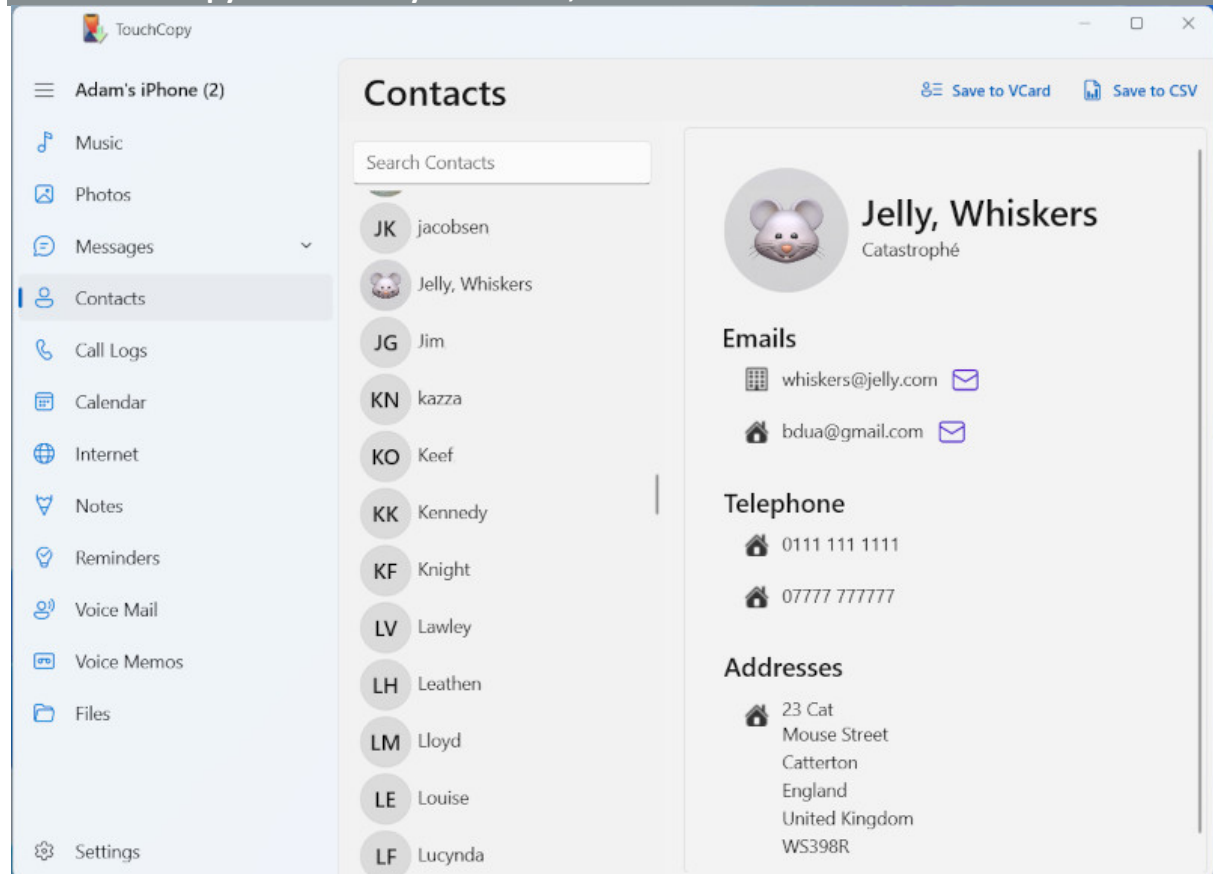 TouchCopy
Adam's iPhone (2)
Music
Photos
Messages
Contacts
Call Logs
Calendar
Internet
Notes
Reminders
Voice Mail
Voice Memos
Files
Settings
Contacts
Save to VCard
Save to CSV
Search Contacts
JK jacobsen
Jelly, Whiskers
JG Jim
KN kazza
KO Keef
KK Kennedy
KF Knight
LV Lawley
LH Leathen
LM Lloyd
LE Louise
LF Lucynda
Jelly, Whiskers
Catastrophé
Emails
whiskers@jelly.com
bdua@gmail.com
Telephone
0111 111 1111
07777 777777
Addresses
23 Cat
Mouse Street
Catterton
England
United Kingdom
WS398R